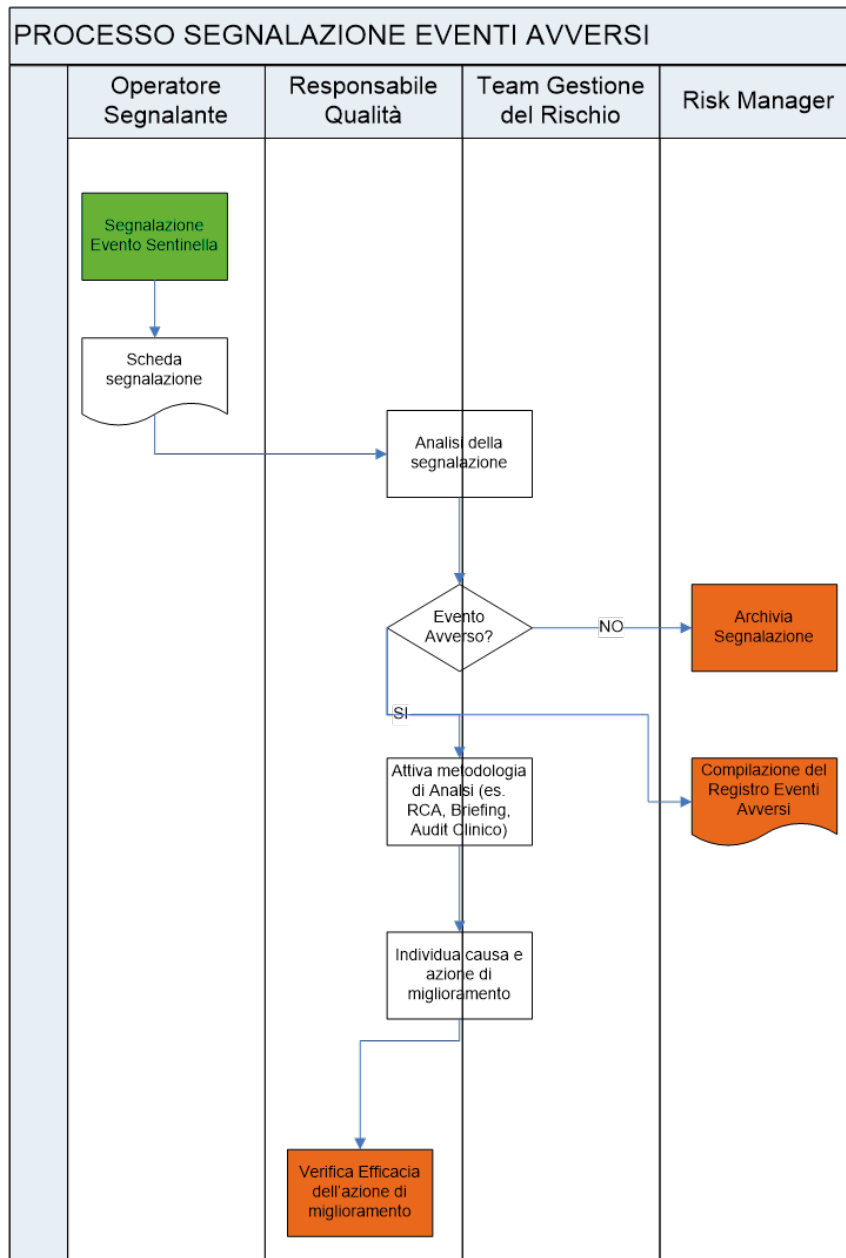 PROCESSO SEGNALAZIONE EVENTI AVVERSI
Operatore
Segnalante
Responsabile
Qualità
Team Gestione
del Rischio
Risk Manager
Segnalazione
Evento Sentinella
Scheda
segnalazione
Analisi della
segnalazione
Evento
Avverso?
NO
Archivia
Segnalazione
SI
Attiva metodologia
di Analsi (es.
RCA, Briefing,
Audit Clinico)
Compilazione del
Registro Eventi
Avversi
Individua causa e
azione di
miglioramento
Verifica Efficacia
dell'azione di
miglioramento